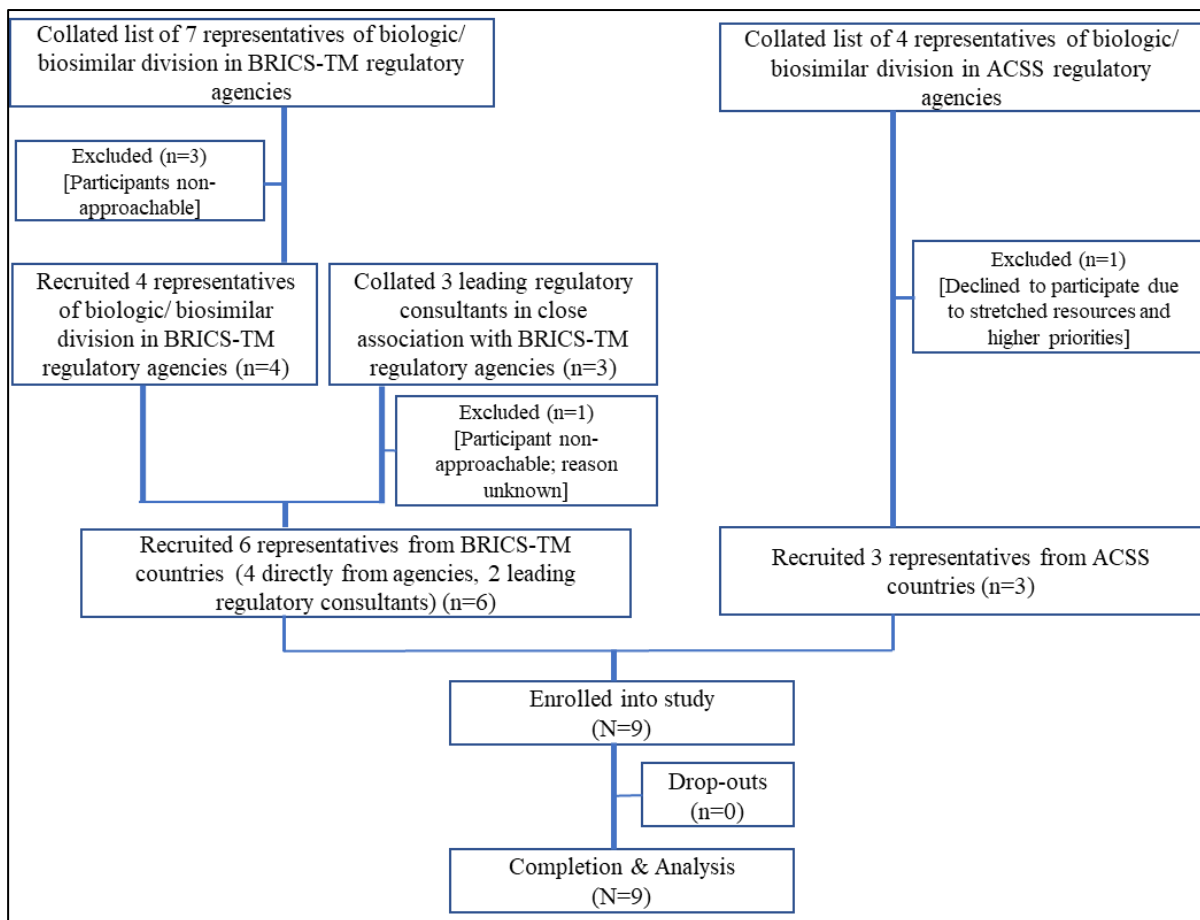 Collated list of 7 representatives of biologic/
biosimilar division in BRICS-TM regulatory
agencies
Collated list of 4 representatives of biologic/
biosimilar division in ACSS regulatory
agencies
Excluded (n=3)
[Participants non-
approachable]
Recruited 4 representatives
of biologic/ biosimilar
division in BRICS-TM
regulatory agencies (n=4)
Collated 3 leading regulatory
consultants in close
association with BRICS-TM
regulatory agencies (n=3)
Excluded (n=1)
[Declined to participate due
to stretched resources and
higher priorities]
Excluded (n=1)
[Participant non-
approachable; reason
unknown]
Recruited 6 representatives from BRICS-TM
countries (4 directly from agencies, 2 leading
regulatory consultants) (n=6)
Recruited 3 representatives from ACSS
countries (n=3)
Enrolled into study
(N=9)
Drop-outs
(n=0)
Completion & Analysis
(N=9)